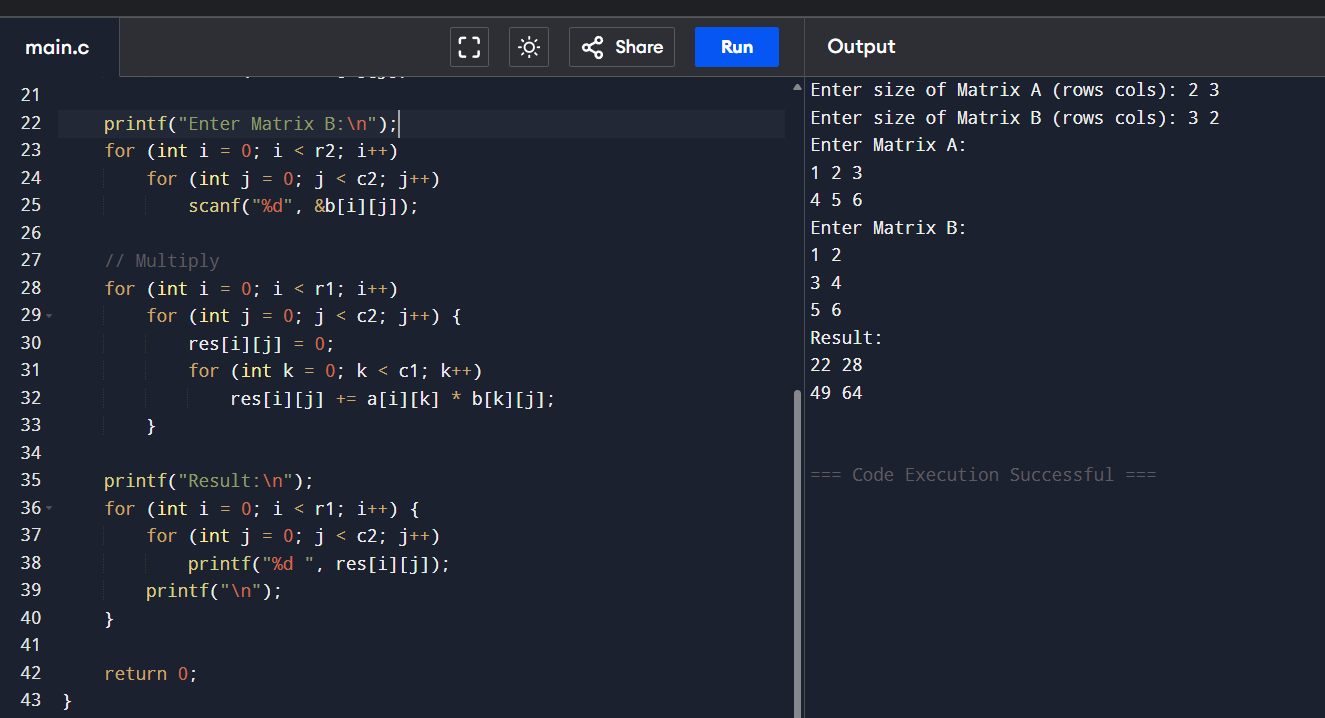 main.c
Share
Run
Output
21
22     printf("Enter Matrix B:\n");
23     for (int i = 0; i < r2; i++)
24         for (int j = 0; j < c2; j++)
25             scanf("%d", &b[i][j]);
26
27     // Multiply
28     for (int i = 0; i < r1; i++)
29         for (int j = 0; j < c2; j++) {
30             res[i][j] = 0;
31             for (int k = 0; k < c1; k++)
32                 res[i][j] += a[i][k] * b[k][j];
33         }
34
35     printf("Result:\n");
36     for (int i = 0; i < r1; i++) {
37         for (int j = 0; j < c2; j++)
38             printf("%d ", res[i][j]);
39         printf("\n");
40     }
41
42     return 0;
43 }
Enter size of Matrix A (rows cols): 2 3
Enter size of Matrix B (rows cols): 3 2
Enter Matrix A:
1 2 3
4 5 6
Enter Matrix B:
1 2
3 4
5 6
Result:
22 28
49 64
=== Code Execution Successful ===